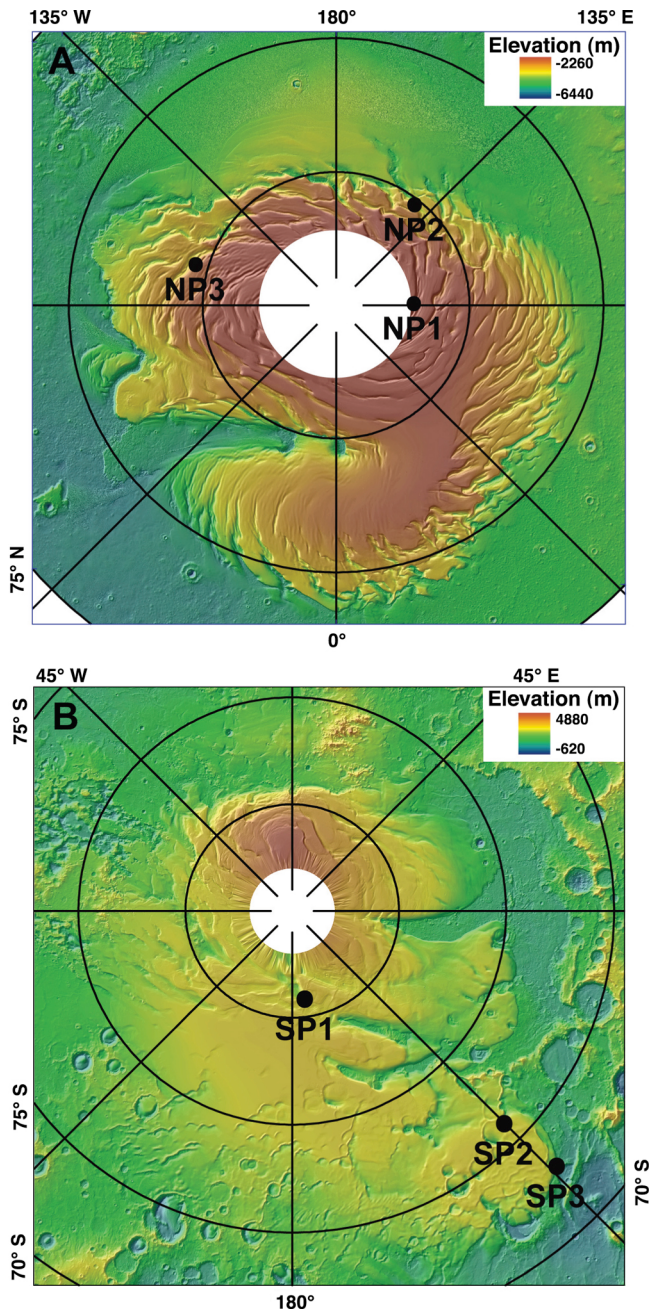 135° W
180°
135° E
A
Elevation (m)
-2260
-6440
NP2
NP3
NP1
75° N
0°
45° W
45° E
75° S
B
Elevation (m)
4880
-620
SP1
75° S
SP2
SP3
70° S
70° S
180°